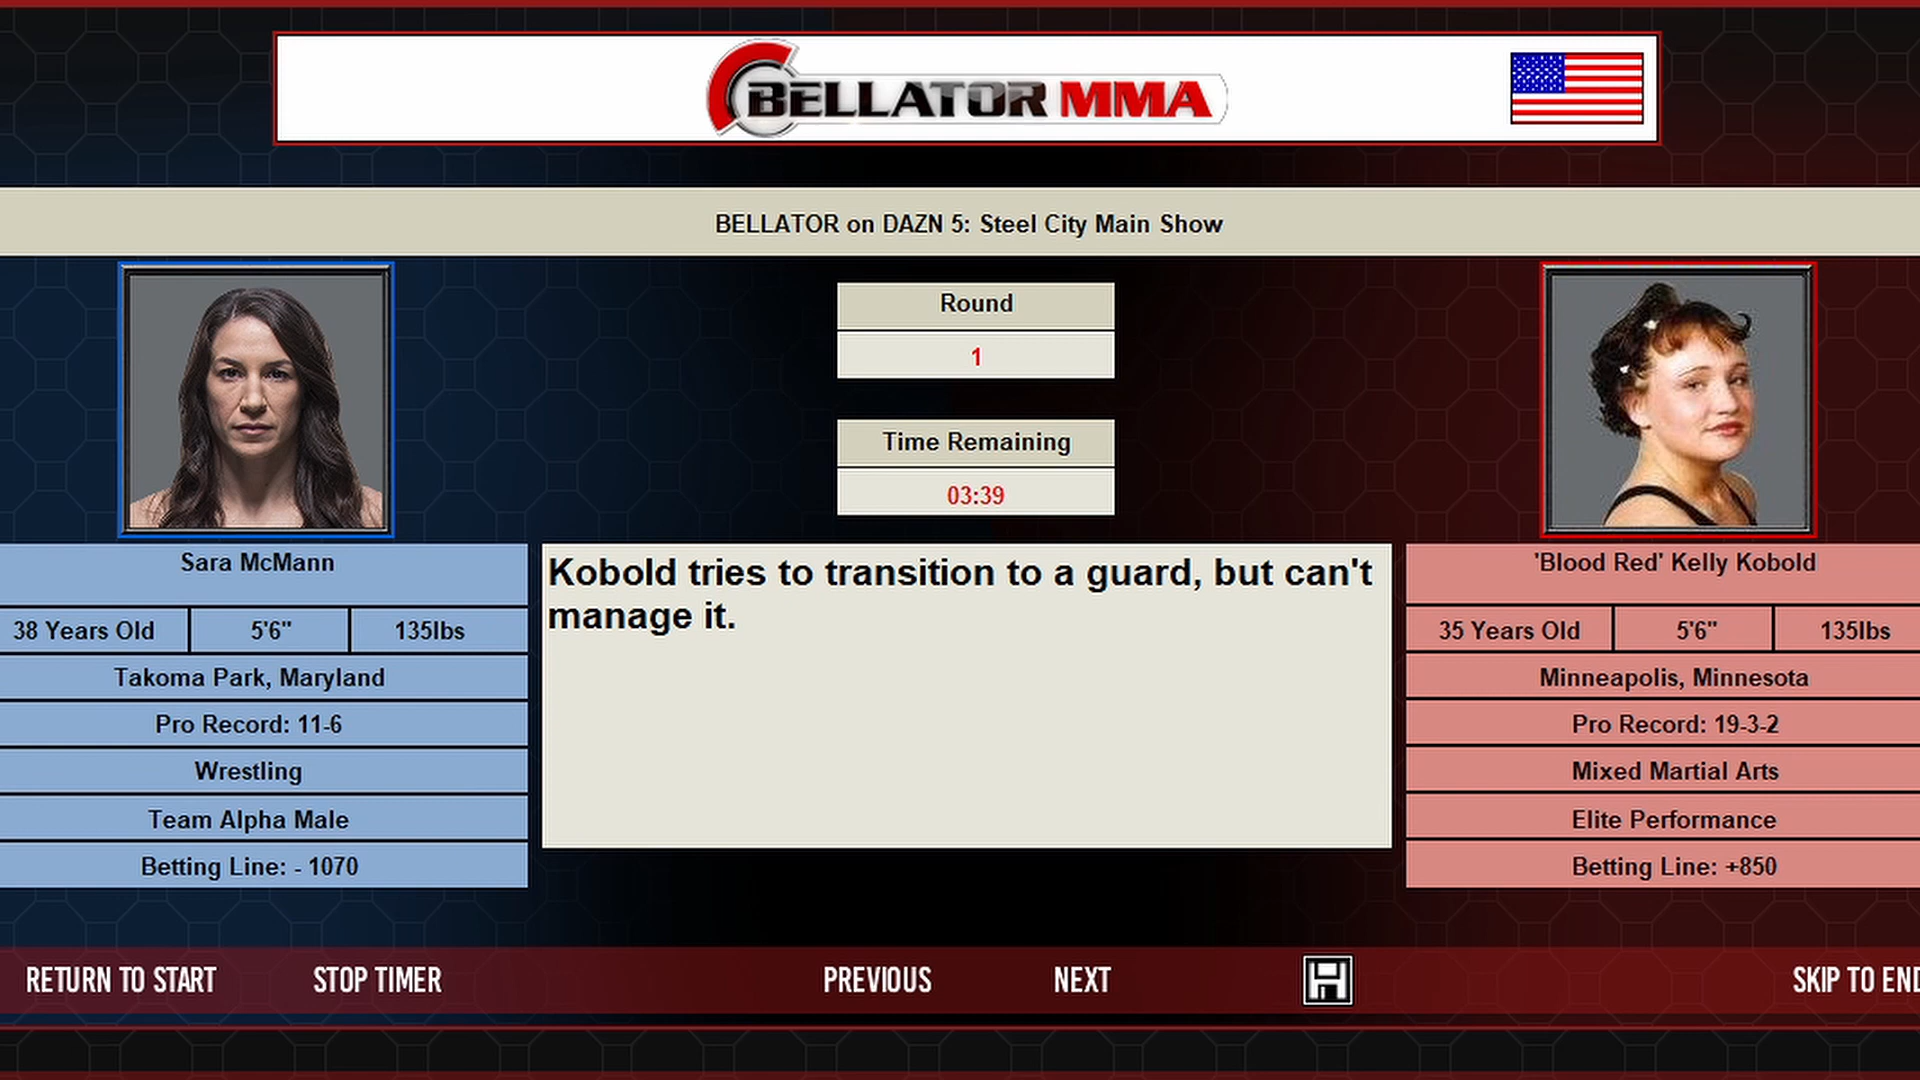 BELLATOR MMA
BELLATOR on DAZN 5: Steel City Main Show
Round
1
Time Remaining
03:39
Sara McMann
38 Years Old 5'6" 135lbs
Takoma Park, Maryland
Pro Record: 11-6
Wrestling
Team Alpha Male
Betting Line: - 1070
Kobold tries to transition to a guard, but can't
manage it.
'Blood Red' Kelly Kobold
35 Years Old 5'6" 135lbs
Minneapolis, Minnesota
Pro Record: 19-3-2
Mixed Martial Arts
Elite Performance
Betting Line: +850
RETURN TO START STOP TIMER PREVIOUS NEXT SKIP TO END